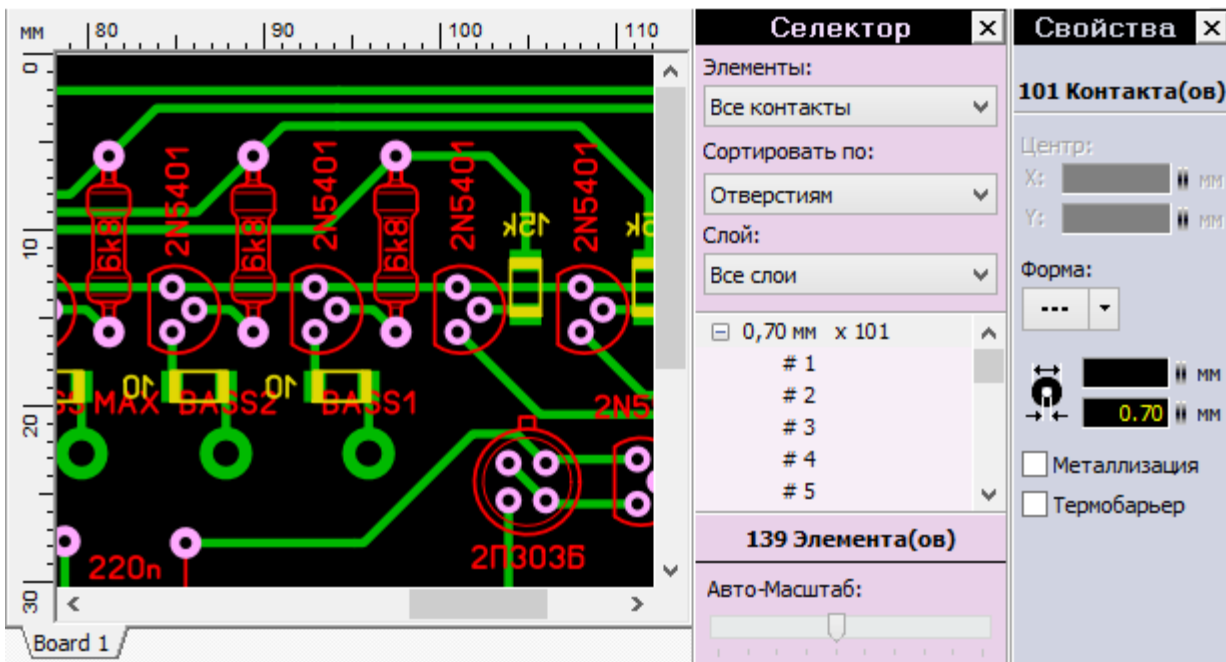 мм 80 90 100 110
0
10
20
30
2N5401 2N5401 2N5401 2N5401
6k8 6k8 6k8
15k 15k
10 10
MAX BASS2 BASS1
220n
2П303Б
Board 1
Селектор
Элементы:
Все контакты
Сортировать по:
Отверстиям
Слой:
Все слои
0,70 мм x 101
# 1
# 2
# 3
# 4
# 5
139 Элемента(ов)
Авто-Масштаб:
Свойства
101 Контакта(ов)
Центр:
X: мм
Y: мм
Форма:
---
мм
0.70 мм
Металлизация
Термобарьер